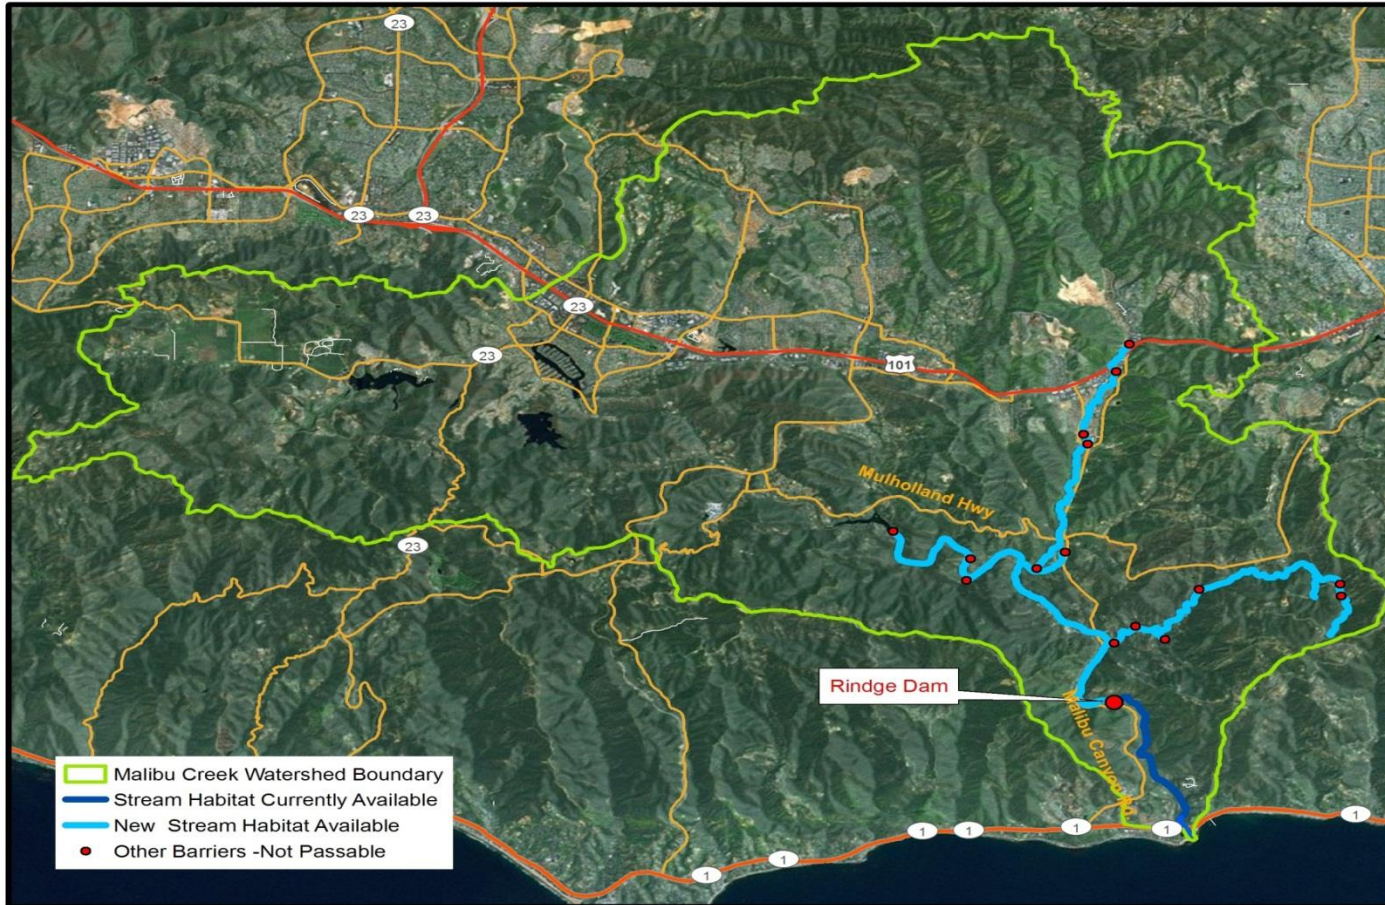 23
23
23
23
23
101
Mulholland Hwy
23
Rindge Dam
Malibu Canyon Rd
Malibu Creek Watershed Boundary
Stream Habitat Currently Available
New Stream Habitat Available
Other Barriers -Not Passable
1
1
1
1
1
1
1